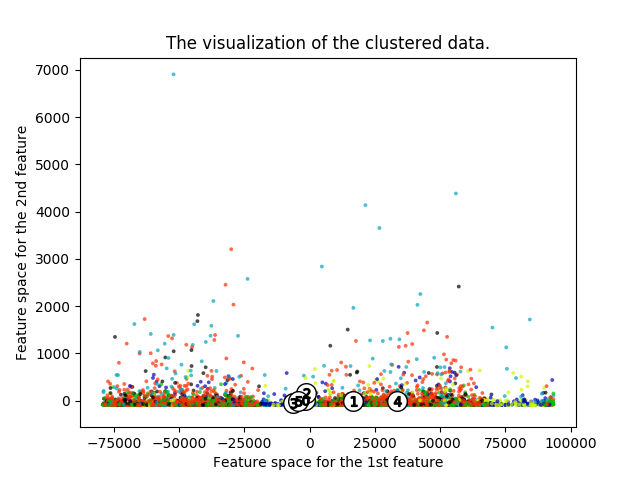 The visualization of the clustered data.
7000
6000
5000
4000
3000
2000
1000
0
Feature space for the 2nd feature
2
1
4
−75000 −50000 −25000 0 25000 50000 75000 100000
Feature space for the 1st feature